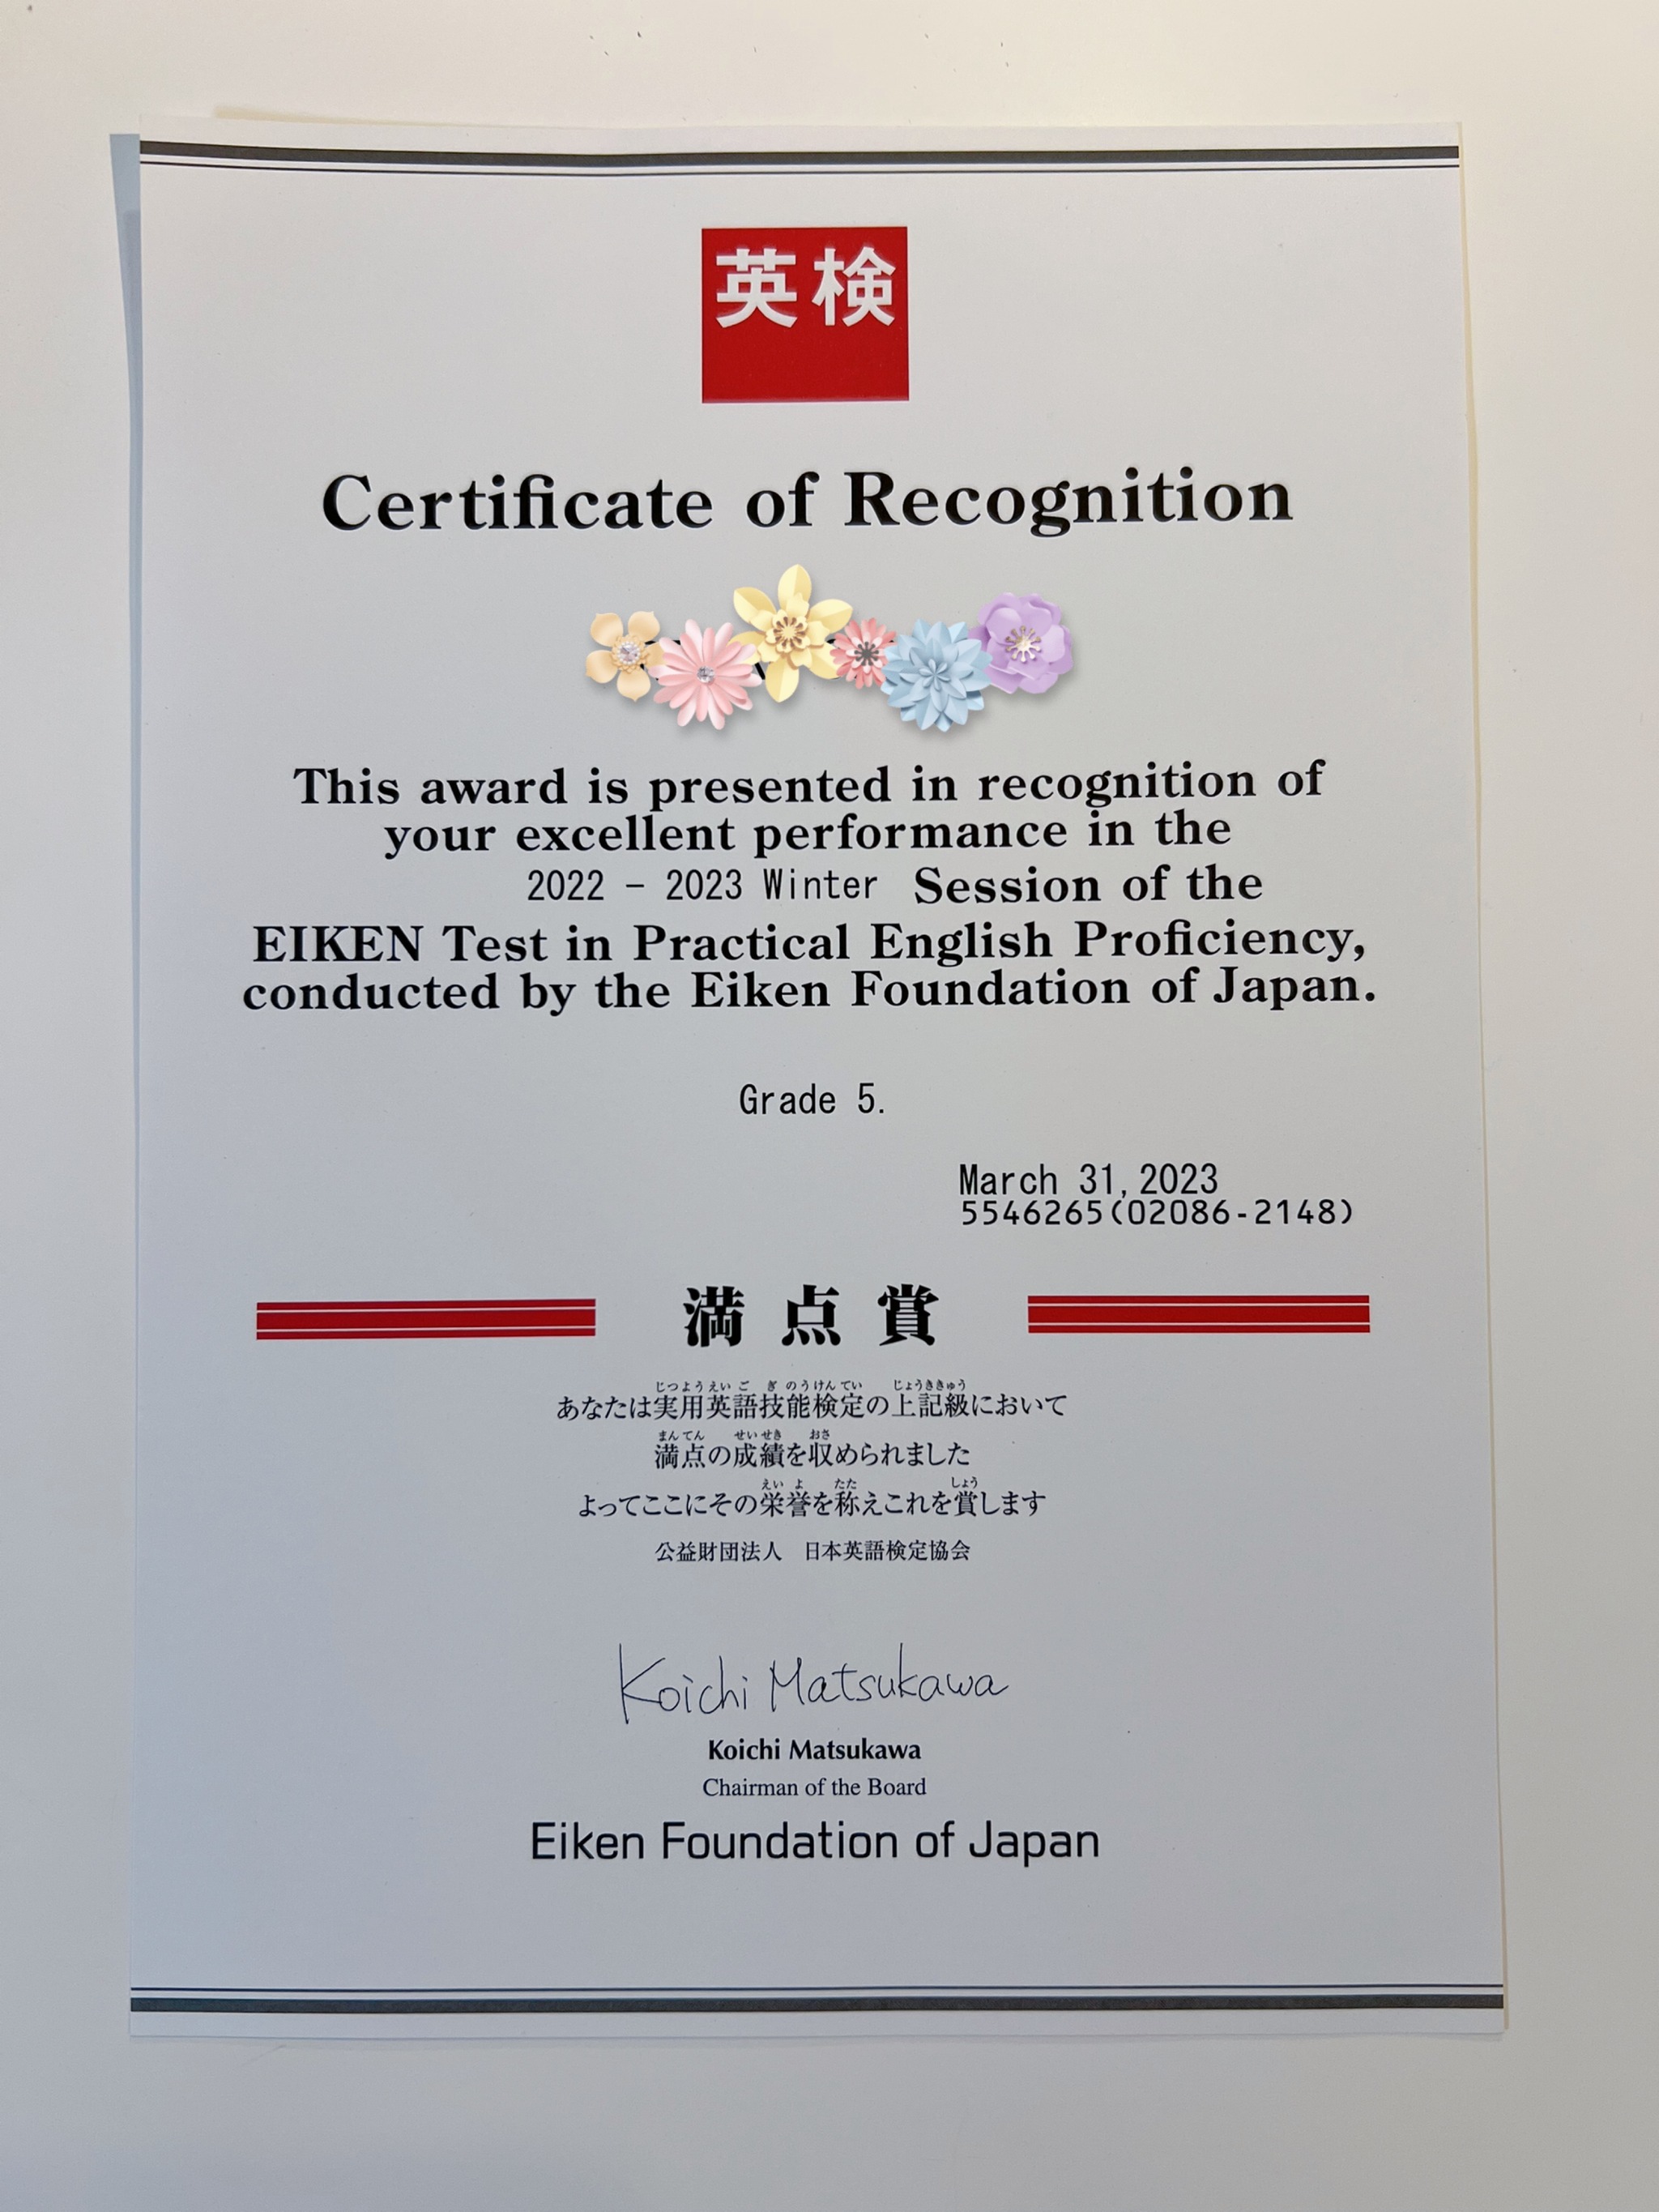 英検
Certificate of Recognition
This award is presented in recognition of
your excellent performance in the
2022 - 2023 Winter Session of the
EIKEN Test in Practical English Proficiency,
conducted by the Eiken Foundation of Japan.
Grade 5.
March 31, 2023
5546265(02086-2148)
満点賞
じつようえいご ぎのうけんてい じょうききゅう
あなたは実用英語技能検定の上記級において
まんてん せいせき おさ
満点の成績を収められました
えいよ たた しょう
よってここにその栄誉を称えこれを賞します
公益財団法人 日本英語検定協会
Koichi Matsukawa
Koichi Matsukawa
Chairman of the Board
Eiken Foundation of Japan